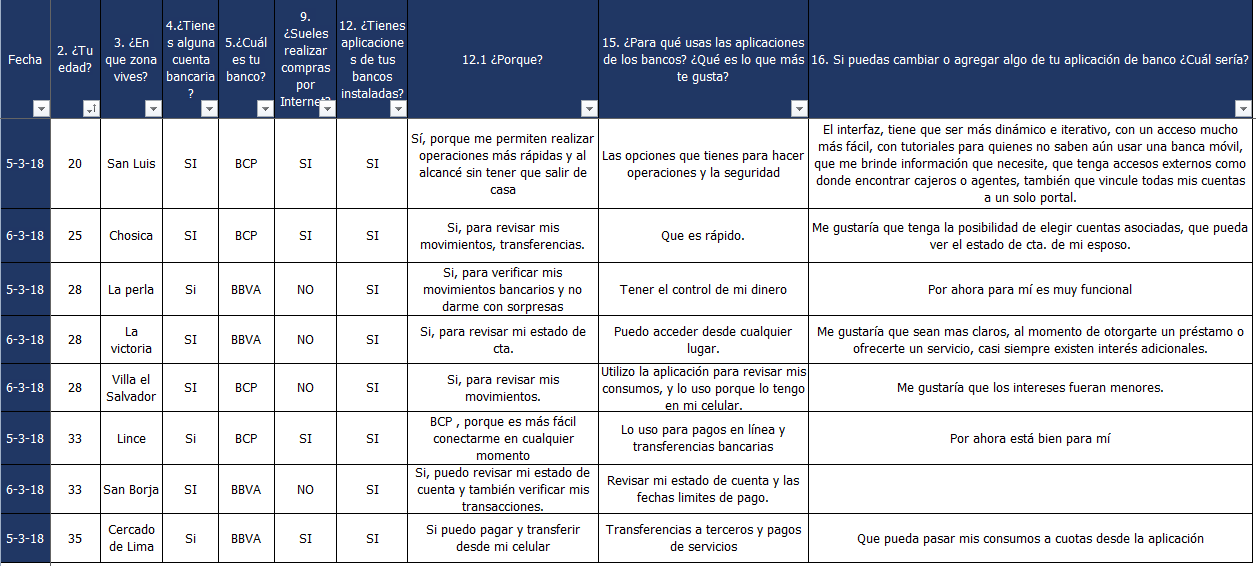 Fecha
2. ¿Tu
edad?
3. ¿En
que zona
vives?
4.¿Tiene
s alguna
cuenta
bancaria
?
5.¿Cuál
es tu
banco?
9.
¿Sueles
realizar
compras
por
Internet?
12. ¿Tienes
aplicacione
s de tus
bancos
instaladas?
12.1 ¿Porque?
15. ¿Para qué usas las aplicaciones
de los bancos? ¿Qué es lo que más
te gusta?
16. Si puedas cambiar o agregar algo de tu aplicación de banco ¿Cuál sería?
5-3-18
20
San Luis
SI
BCP
SI
SI
Sí, porque me permiten realizar
operaciones más rápidas y al
alcancé sin tener que salir de
casa
Las opciones que tienes para hacer
operaciones y la seguridad
El interfaz, tiene que ser más dinámico e iterativo, con un acceso mucho
más fácil, con tutoriales para quienes no saben aún usar una banca móvil,
que me brinde información que necesite, que tenga accesos externos como
donde encontrar cajeros o agentes, también que vincule todas mis cuentas
a un solo portal.
6-3-18
25
Chosica
SI
BCP
SI
SI
Si, para revisar mis
movimientos, transferencias.
Que es rápido.
Me gustaría que tenga la posibilidad de elegir cuentas asociadas, que pueda
ver el estado de cta. de mi esposo.
5-3-18
28
La perla
Si
BBVA
NO
SI
Si, para verificar mis
movimientos bancarios y no
darme con sorpresas
Tener el control de mi dinero
Por ahora para mí es muy funcional
6-3-18
28
La
victoria
SI
BBVA
NO
SI
Si, para revisar mi estado de
cta.
Puedo acceder desde cualquier
lugar.
Me gustaría que sean mas claros, al momento de otorgarte un préstamo o
ofrecerte un servicio, casi siempre existen interés adicionales.
6-3-18
28
Villa el
Salvador
SI
BCP
NO
SI
Si, para revisar mis
movimientos.
Utilizo la aplicación para revisar mis
consumos, y lo uso porque lo tengo
en mi celular.
Me gustaría que los intereses fueran menores.
5-3-18
33
Lince
Si
BCP
SI
SI
BCP , porque es más fácil
conectarme en cualquier
momento
Lo uso para pagos en línea y
transferencias bancarias
Por ahora está bien para mí
6-3-18
33
San Borja
SI
BBVA
NO
SI
Si, puedo revisar mi estado de
cuenta y también verificar mis
transacciones.
Revisar mi estado de cuenta y las
fechas limites de pago.
5-3-18
35
Cercado
de Lima
Si
BBVA
SI
SI
Si puedo pagar y transferir
desde mi celular
Transferencias a terceros y pagos
de servicios
Que pueda pasar mis consumos a cuotas desde la aplicación